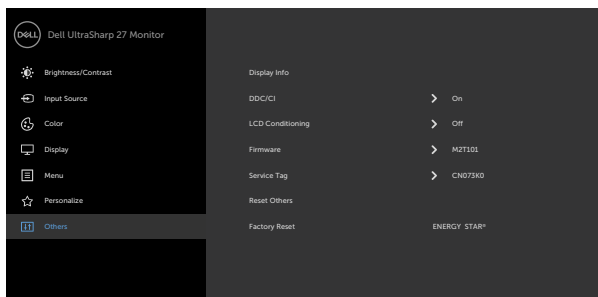 DELL Dell UltraSharp 27 Monitor
Brightness/Contrast
Display Info
Input Source
DDC/CI On
Color
LCD Conditioning Off
Display
Firmware M2T101
Menu
Service Tag CN073K0
Personalize
Reset Others
Others
Factory Reset ENERGY STAR®